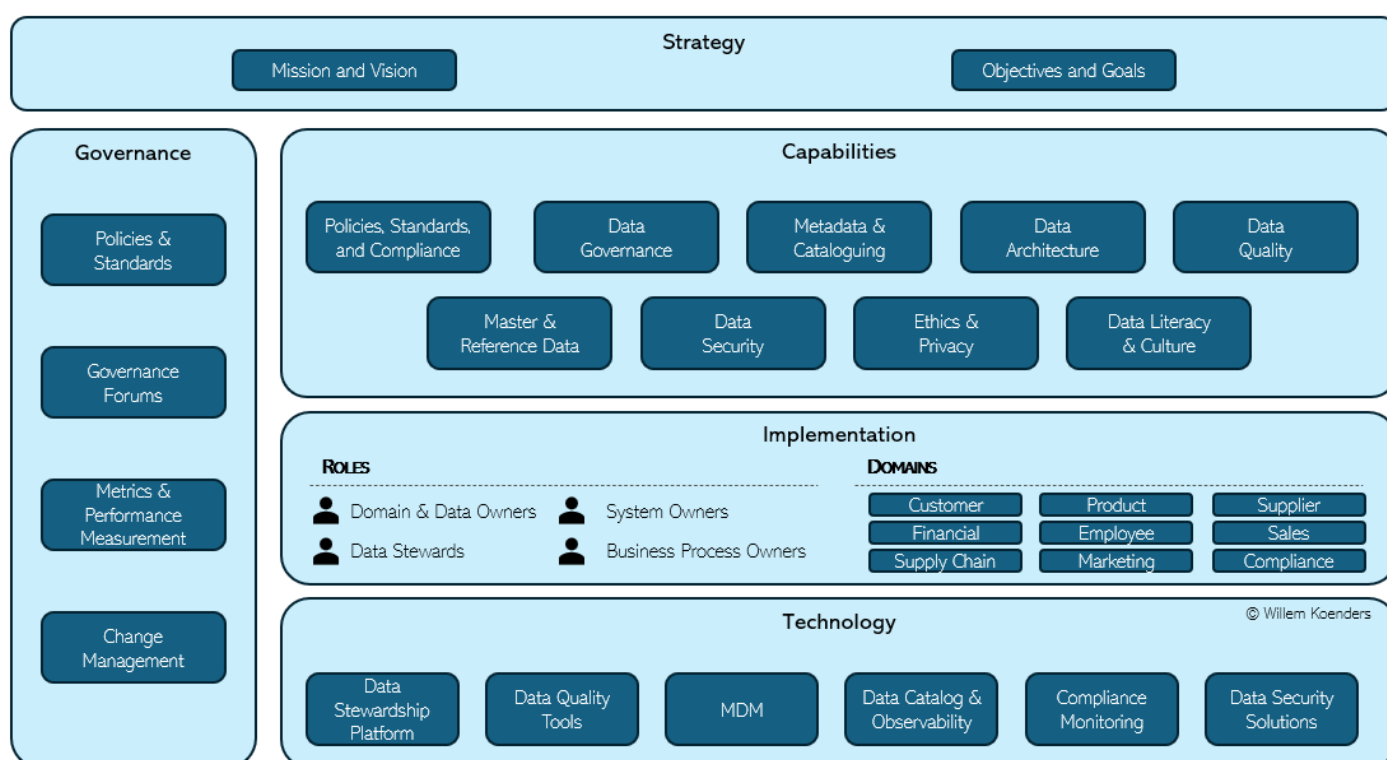 Strategy
Mission and Vision
Objectives and Goals
Governance
Policies &
Standards
Governance
Forums
Metrics &
Performance
Measurement
Change
Management
Capabilities
Policies, Standards,
and Compliance
Data
Governance
Metadata &
Cataloguing
Data
Architecture
Data
Quality
Master &
Reference Data
Data
Security
Ethics &
Privacy
Data Literacy
& Culture
Implementation
ROLES
Domain & Data Owners
System Owners
Data Stewards
Business Process Owners
DOMAINS
Customer
Product
Supplier
Financial
Employee
Sales
Supply Chain
Marketing
Compliance
© Willem Koenders
Technology
Data
Stewardship
Platform
Data Quality
Tools
MDM
Data Catalog &
Observability
Compliance
Monitoring
Data Security
Solutions